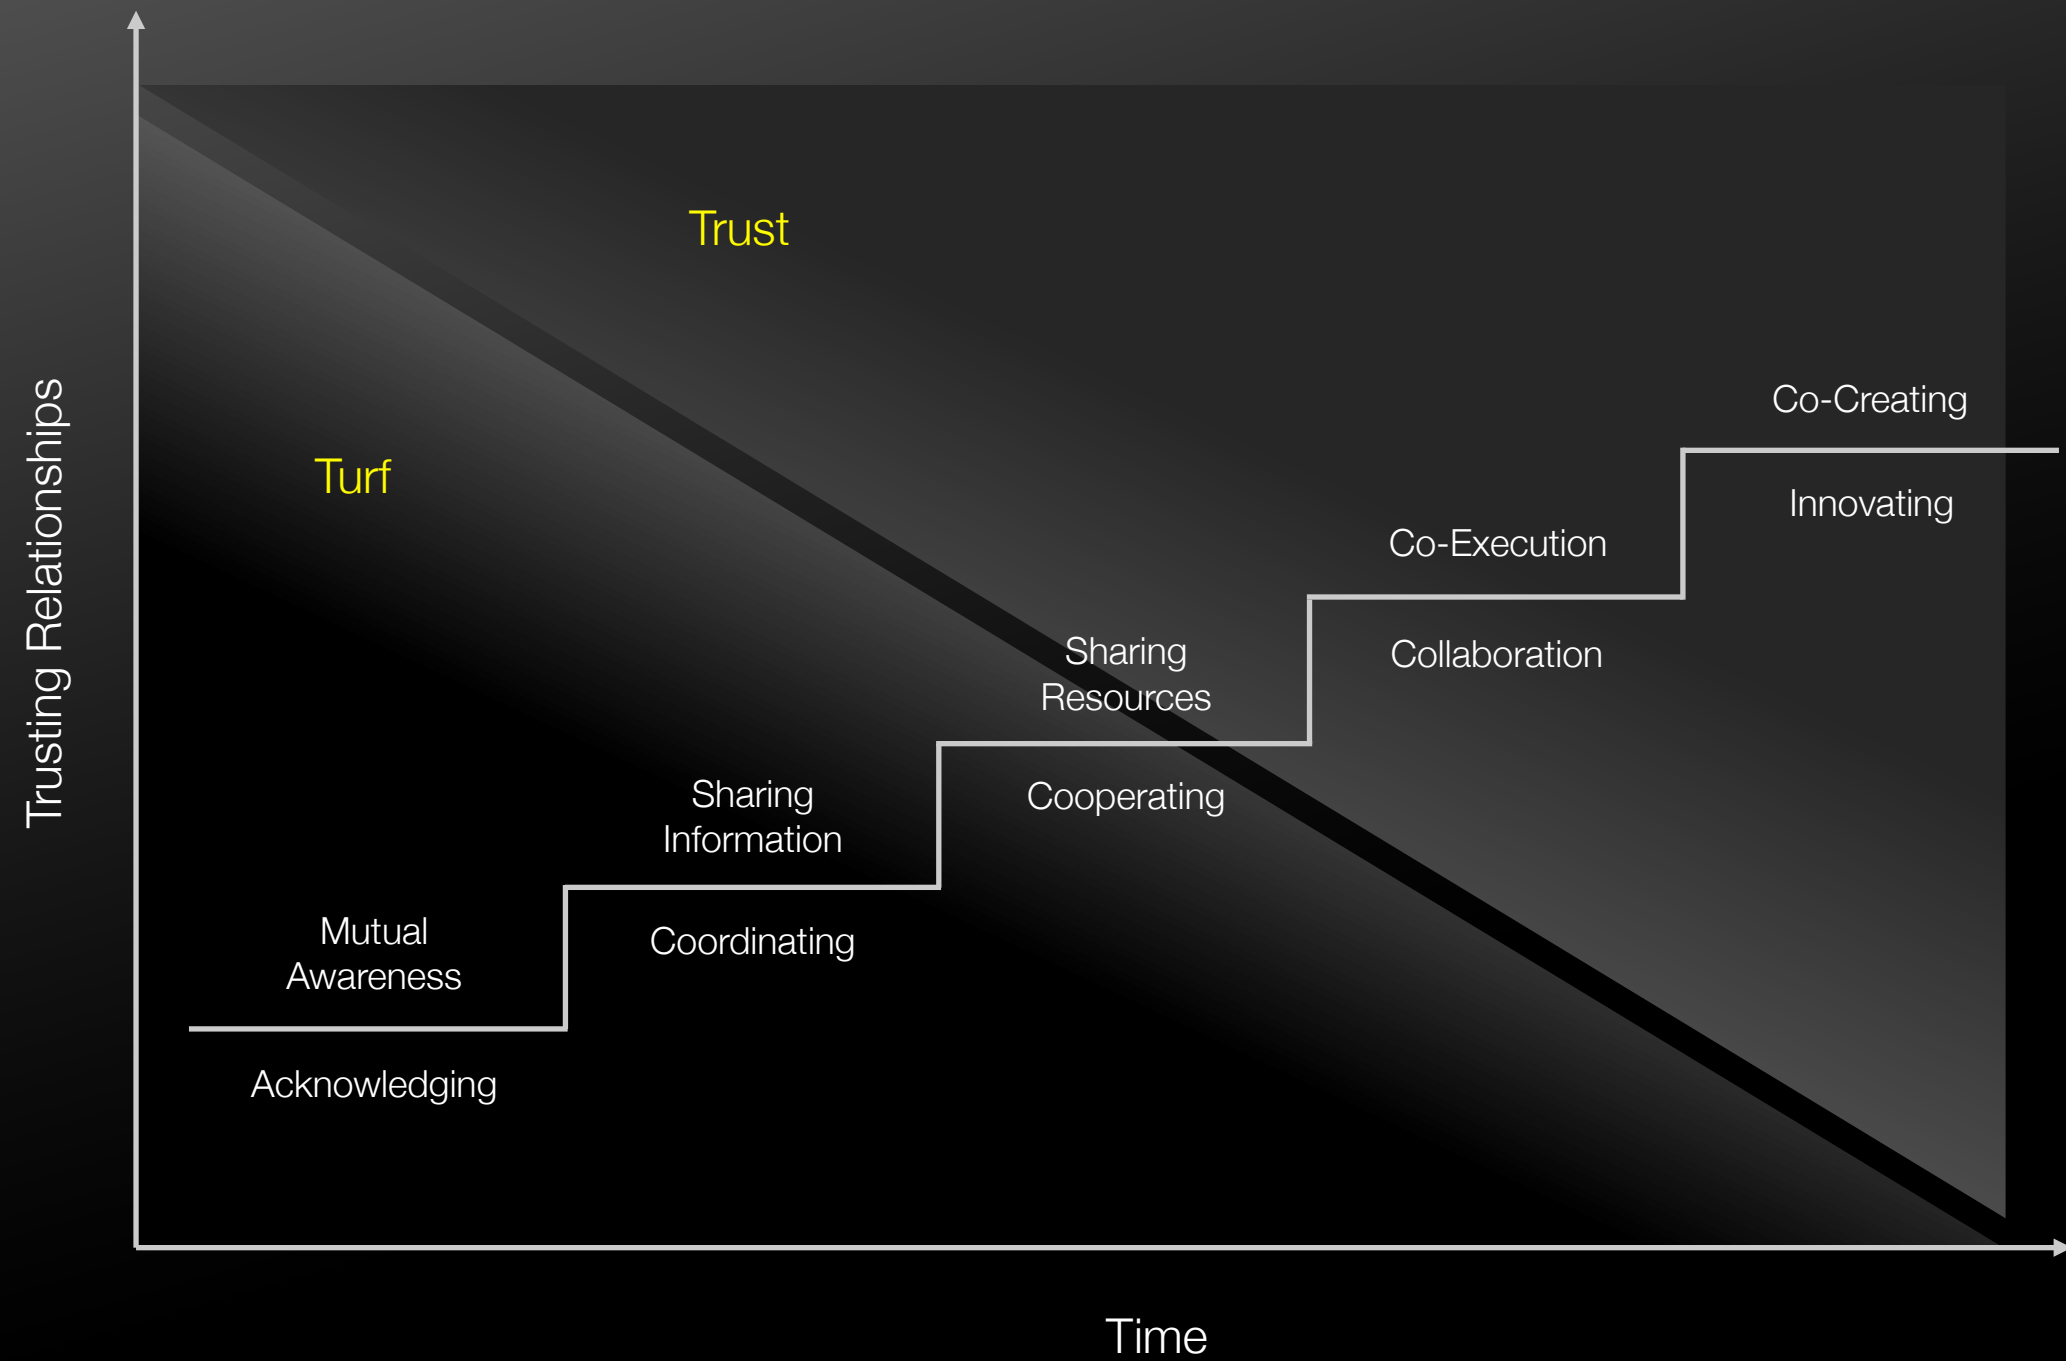 Trust
Turf
Trusting Relationships
Co-Creating
Innovating
Co-Execution
Collaboration
Sharing
Resources
Cooperating
Sharing
Information
Coordinating
Mutual
Awareness
Acknowledging
Time